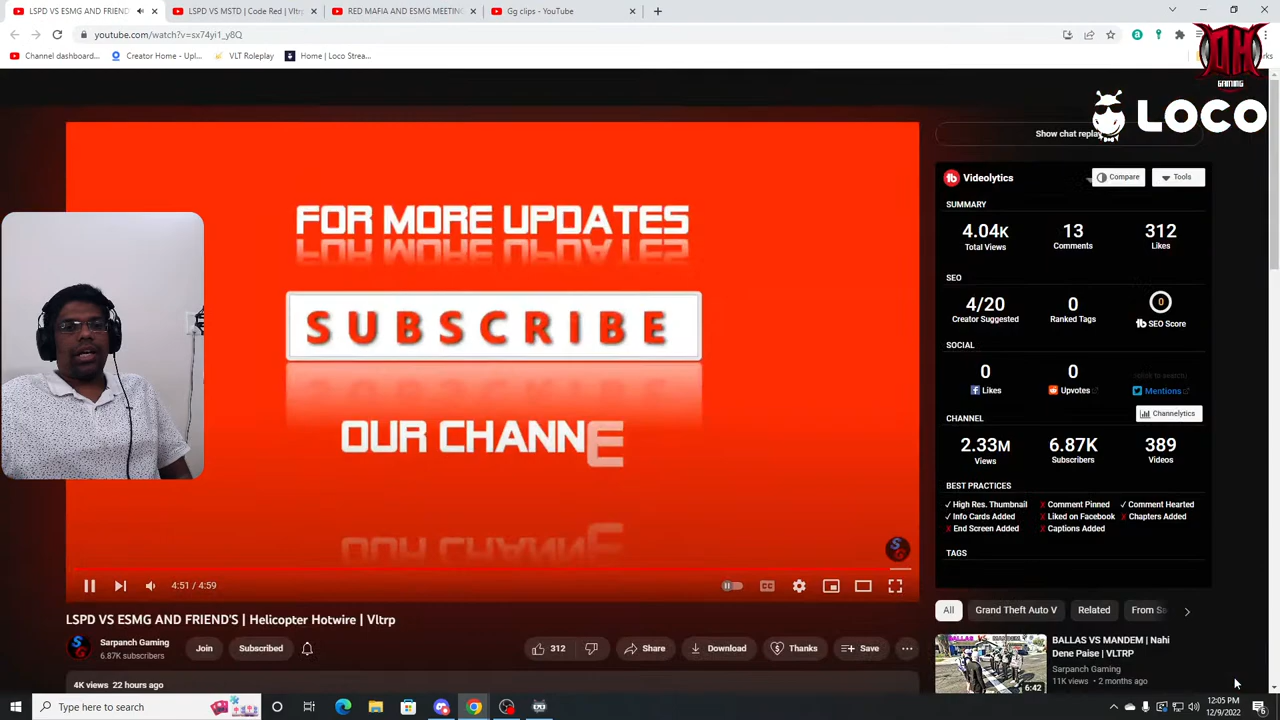 LSPD VS ESMG AND FRIEND
LSPD VS MSTD | Code Red | Vltrp
RED MAFIA AND ESMG MEETING
Gg clips - YouTube
youtube.com/watch?v=sx74yi1_y8Q
Channel dashboard...
Creator Home - Upl...
VLT Roleplay
Home | Loco Strea...
GAMING
LOCO
Show chat replay
FOR MORE UPDATES
SUBSCRIBE
OUR CHANNE
4:51 / 4:59
Videolytics
Compare
Tools
SUMMARY
4.04K 13 312
Total Views Comments Likes
SEO
4/20 0 0
Creator Suggested Ranked Tags SEO Score
SOCIAL
0 0
Likes Upvotes Mentions
CHANNEL
Channelytics
2.33M 6.87K 389
Views Subscribers Videos
BEST PRACTICES
High Res. Thumbnail Comment Pinned Comment Hearted
Info Cards Added Liked on Facebook Chapters Added
End Screen Added Captions Added
TAGS
LSPD VS ESMG AND FRIEND'S | Helicopter Hotwire | Vltrp
Sarpanch Gaming
6.87K subscribers
Join
Subscribed
312
Share
Download
Thanks
Save
4K views 22 hours ago
All
Grand Theft Auto V
Related
From Sa
BALLAS VS MANDEM
6:42
BALLAS VS MANDEM | Nahi
Dene Paise | VLTRP
Sarpanch Gaming
11K views • 2 months ago
Type here to search
12:05 PM
12/9/2022